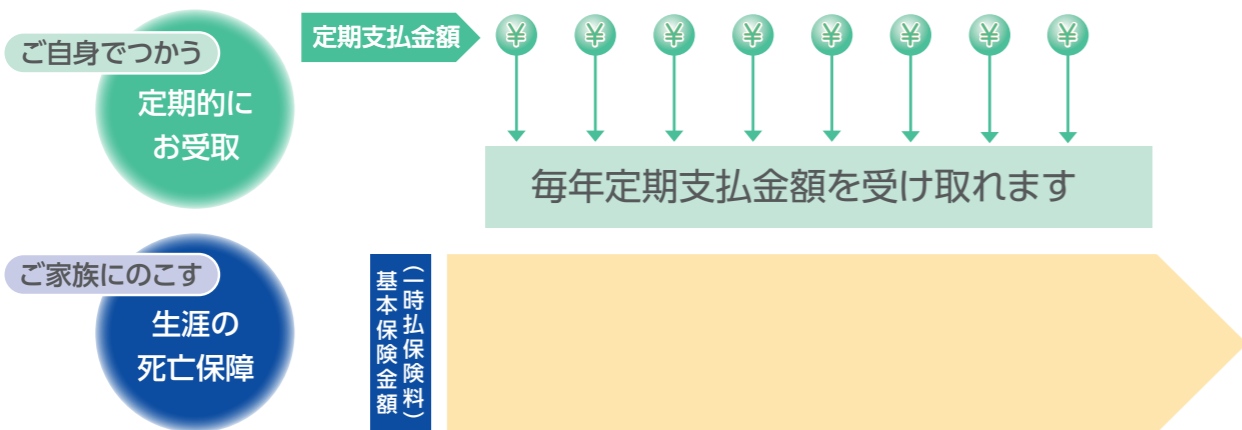 ご自身でつかう
定期的に
お受取
定期支払金額
¥ ¥ ¥ ¥ ¥ ¥ ¥ ¥
毎年定期支払金額を受け取れます
ご家族にのこす
生涯の
死亡保障
(一時払保険料)
基本保険金額